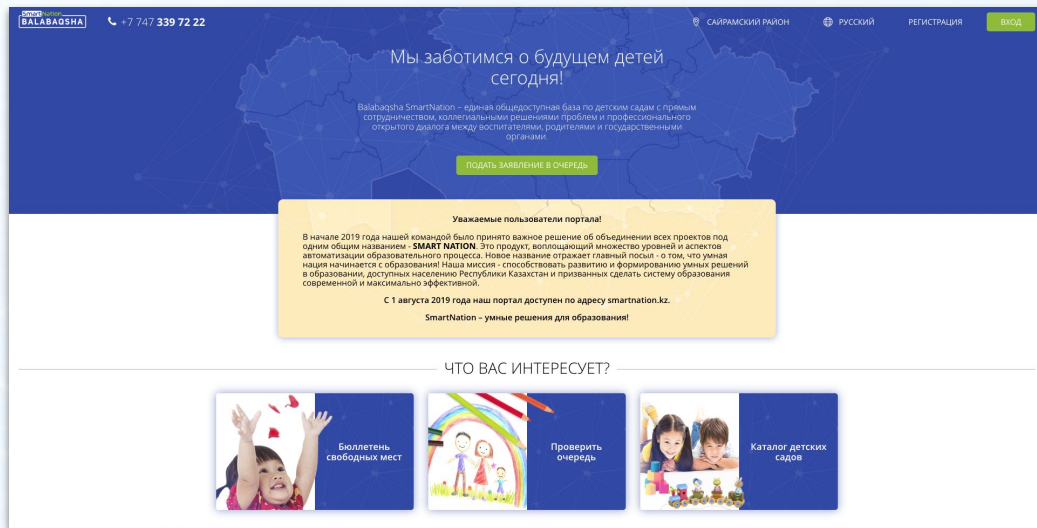 SmartNation
BALABAQSHA
+7 747 339 72 22
САЙРАМСКИЙ РАЙОН
РУССКИЙ
РЕГИСТРАЦИЯ
ВХОД
Мы заботимся о будущем детей
сегодня!
Balabaqsha SmartNation – единая общедоступная база по детским садам с прямым
сотрудничеством, коллегиальными решениями проблем и профессионального
открытого диалога между воспитателями, родителями и государственными
органами.
ПОДАТЬ ЗАЯВЛЕНИЕ В ОЧЕРЕДЬ
Уважаемые пользователи портала!
В начале 2019 года нашей командой было принято важное решение об объединении всех проектов под
одним общим названием - SMART NATION. Это продукт, воплощающий множество уровней и аспектов
автоматизации образовательного процесса. Новое название отражает главный посыл - о том, что умная
нация начинается с образования! Наша миссия - способствовать развитию и формированию умных решений
в образовании, доступных населению Республики Казахстан и призванных сделать систему образования
современной и максимально эффективной.
С 1 августа 2019 года наш портал доступен по адресу smartnation.kz.
SmartNation – умные решения для образования!
ЧТО ВАС ИНТЕРЕСУЕТ?
Бюллетень
свободных мест
Проверить
очередь
Каталог детских
садов